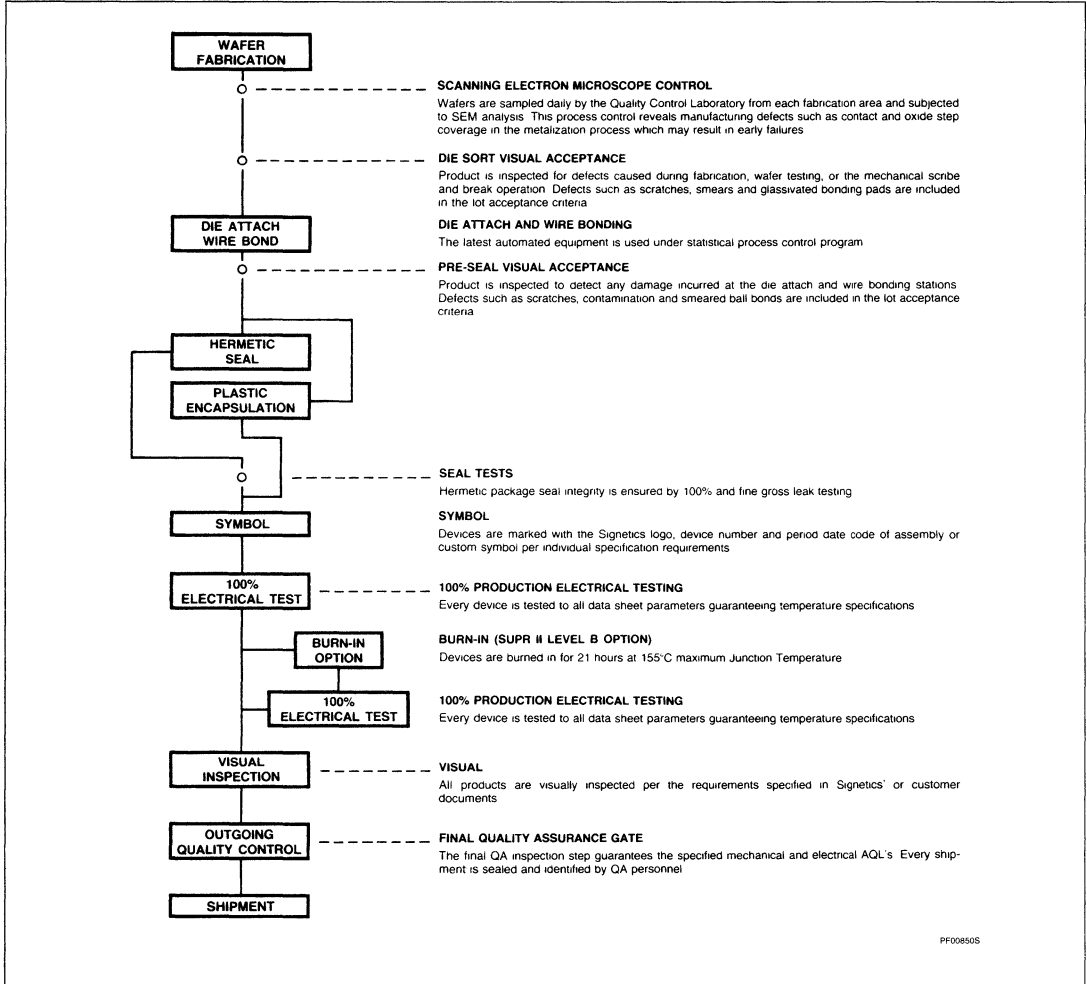 WAFER
FABRICATION
SCANNING ELECTRON MICROSCOPE CONTROL
Wafers are sampled daily by the Quality Control Laboratory from each fabrication area and subjected
to SEM analysis This process control reveals manufacturing defects such as contact and oxide step
coverage in the metalization process which may result in early failures
DIE SORT VISUAL ACCEPTANCE
Product is inspected for defects caused during fabrication, wafer testing, or the mechanical scribe
and break operation Defects such as scratches, smears and glassivated bonding pads are included
in the lot acceptance criteria
DIE ATTACH
WIRE BOND
DIE ATTACH AND WIRE BONDING
The latest automated equipment is used under statistical process control program
PRE-SEAL VISUAL ACCEPTANCE
Product is inspected to detect any damage incurred at the die attach and wire bonding stations
Defects such as scratches, contamination and smeared ball bonds are included in the lot acceptance
criteria
HERMETIC
SEAL
PLASTIC
ENCAPSULATION
SEAL TESTS
Hermetic package seal integrity is ensured by 100% and fine gross leak testing
SYMBOL
SYMBOL
Devices are marked with the Signetics logo, device number and period date code of assembly or
custom symbol per individual specification requirements
100%
ELECTRICAL TEST
100% PRODUCTION ELECTRICAL TESTING
Every device is tested to all data sheet parameters guaranteeing temperature specifications
BURN-IN
OPTION
BURN-IN (SUPR II LEVEL B OPTION)
Devices are burned in for 21 hours at 155°C maximum Junction Temperature
100%
ELECTRICAL TEST
100% PRODUCTION ELECTRICAL TESTING
Every device is tested to all data sheet parameters guaranteeing temperature specifications
VISUAL
INSPECTION
VISUAL
All products are visually inspected per the requirements specified in Signetics' or customer
documents
OUTGOING
QUALITY CONTROL
FINAL QUALITY ASSURANCE GATE
The final QA inspection step guarantees the specified mechanical and electrical AQL's Every ship-
ment is sealed and identified by QA personnel
SHIPMENT
PF00850S